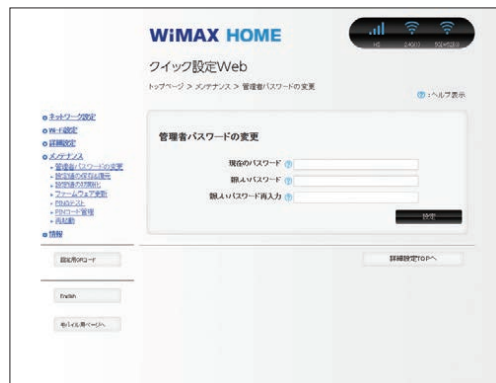 WiMAX HOME
クイック設定Web
トップページ > メンテナンス > 管理者パスワードの変更
?:ヘルプ表示
ネットワーク設定
Wi-Fi設定
詳細設定
メンテナンス
管理者パスワードの変更
設定値の保存&復元
設定値の初期化
ファームウェア更新
PINGテスト
PINコード管理
再起動
情報
管理者パスワードの変更
現在のパスワード ?
新しいパスワード ?
新しいパスワード再入力 ?
設定
設定用QRコード
詳細設定TOPへ
English
モバイル用ページへ